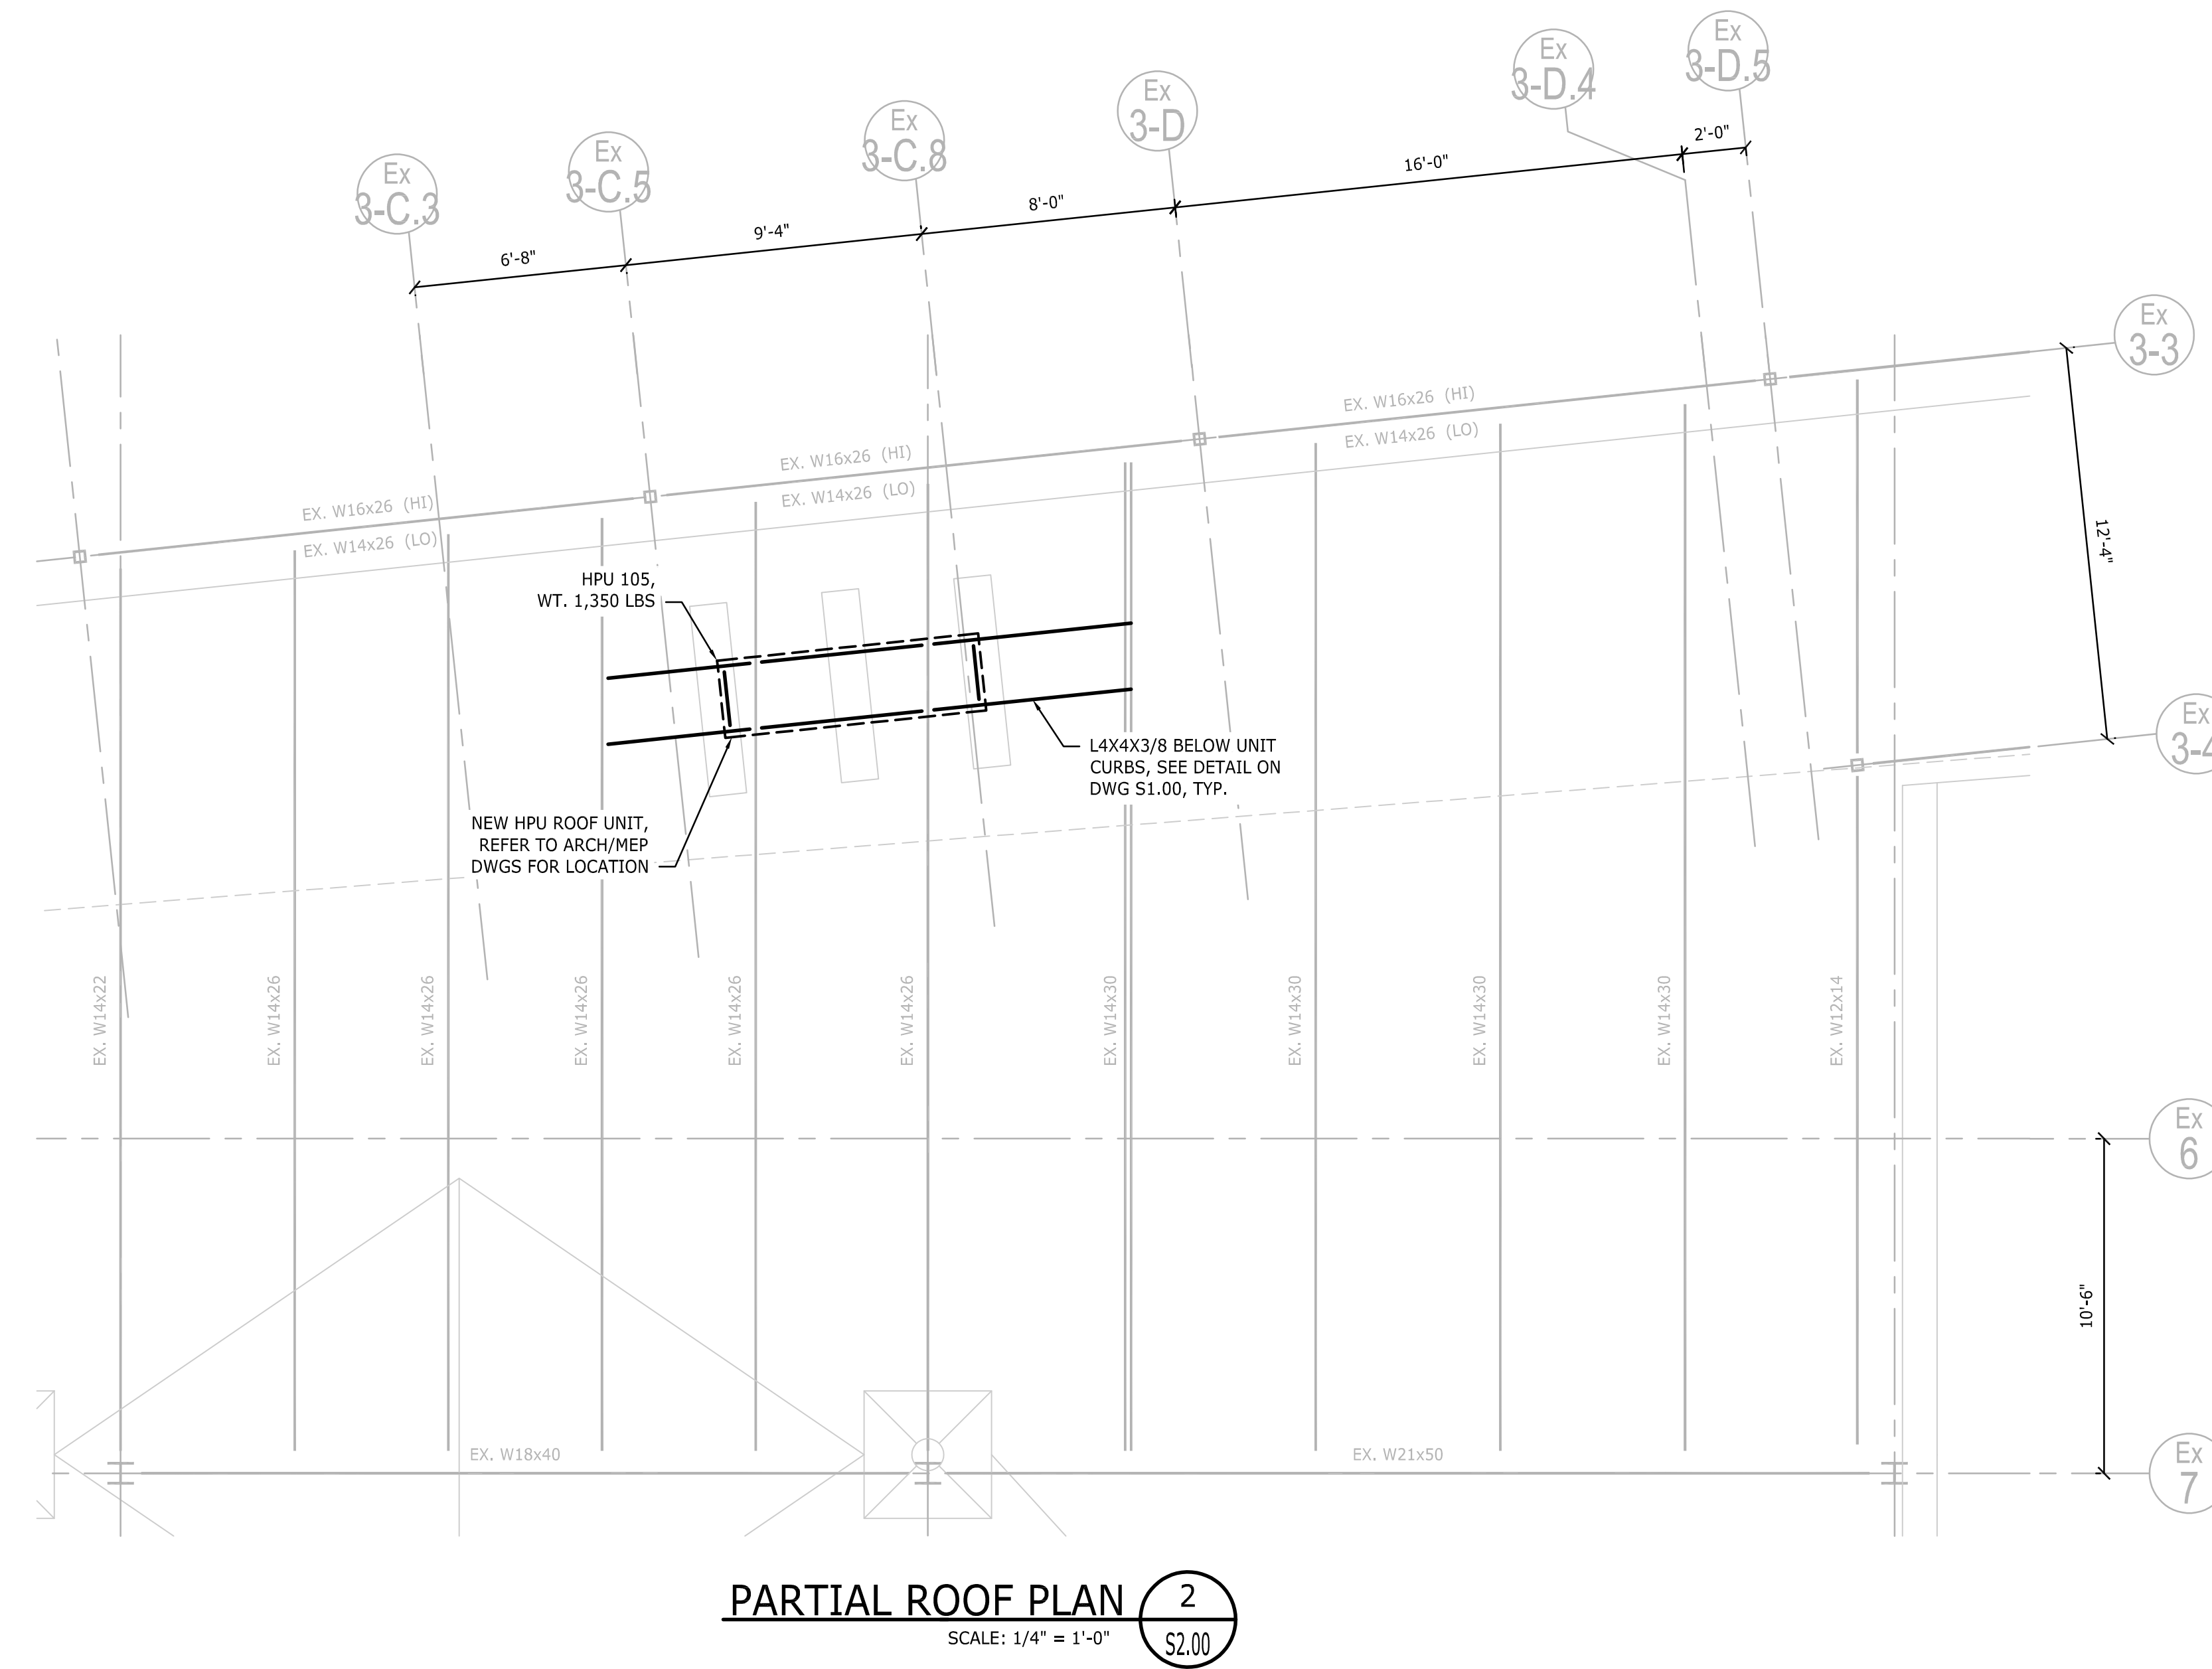 Ex
3-C.3
Ex
3-C.5
Ex
3-C.8
Ex
3-D
Ex
3-D.4
Ex
3-D.5
6'-8"
9'-4"
8'-0"
16'-0"
2'-0"
Ex
3-3
EX. W16x26 (HI)
EX. W14x26 (LO)
EX. W16x26 (HI)
EX. W14x26 (LO)
EX. W16x26 (HI)
EX. W14x26 (LO)
12'-4"
HPU 105,
WT. 1,350 LBS
Ex
3-4
L4X4X3/8 BELOW UNIT
CURBS, SEE DETAIL ON
DWG S1.00, TYP.
NEW HPU ROOF UNIT,
REFER TO ARCH/MEP
DWGS FOR LOCATION
EX. W14x22
EX. W14x26
EX. W14x26
EX. W14x26
EX. W14x26
EX. W14x26
EX. W14x30
EX. W14x30
EX. W14x30
EX. W14x30
EX. W12x14
Ex
6
10'-6"
EX. W18x40
EX. W21x50
Ex
7
PARTIAL ROOF PLAN
2
SCALE: 1/4" = 1'-0"
S2.00